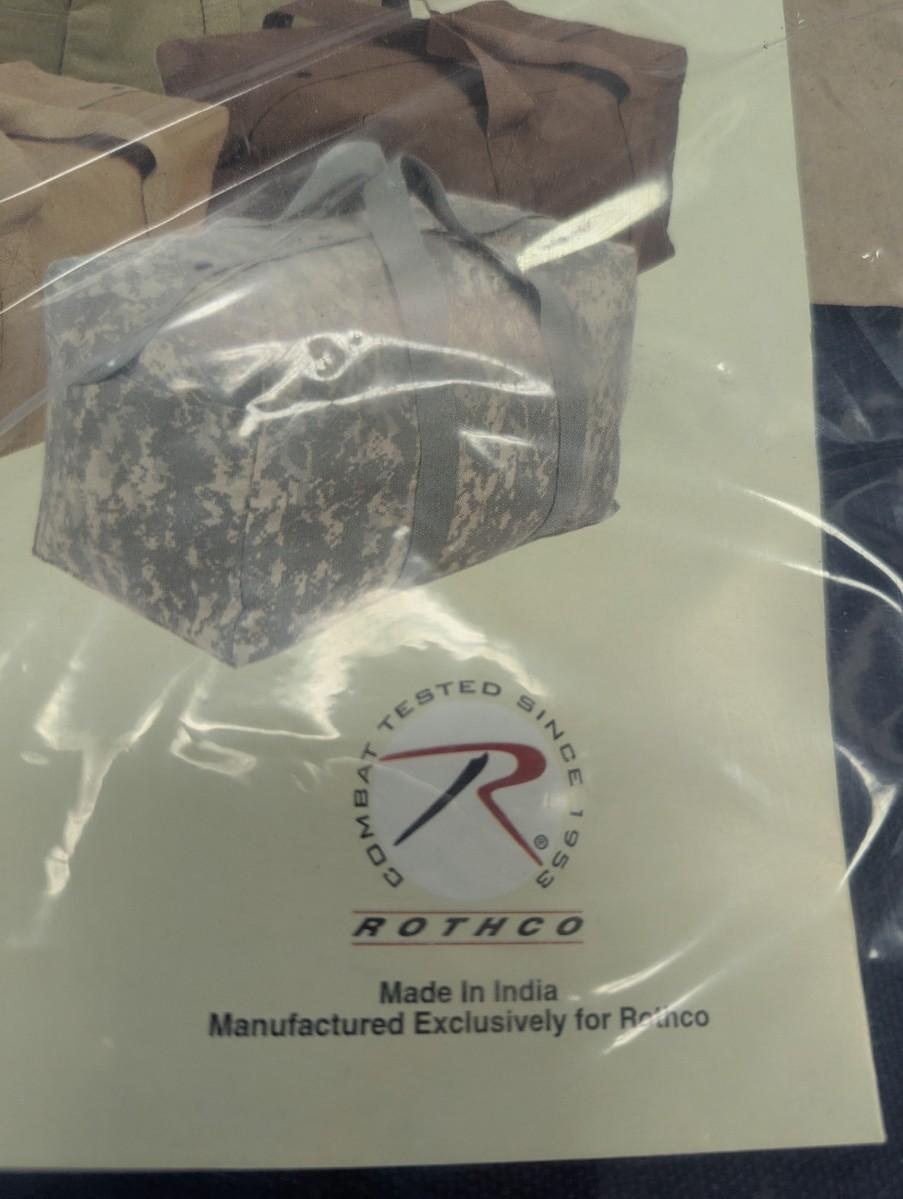 COMBAT TESTED SINCE 1953
R ®
ROTHCO
Made In India
Manufactured Exclusively for Rothco